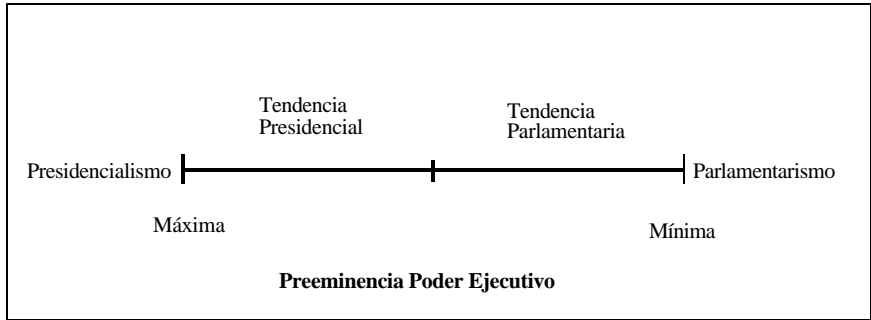 Tendencia
Presidencial
Tendencia
Parlamentaria
Presidencialismo
Parlamentarismo
Máxima
Mínima
Preeminencia Poder Ejecutivo